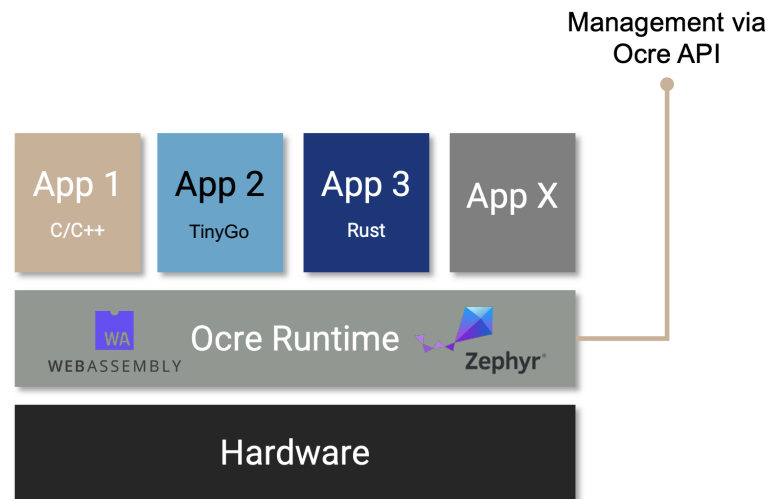 Management via
Ocre API
App 1
C/C++
App 2
TinyGo
App 3
Rust
App X
WA
WEBASSEMBLY
Ocre Runtime
Zephyr®
Hardware